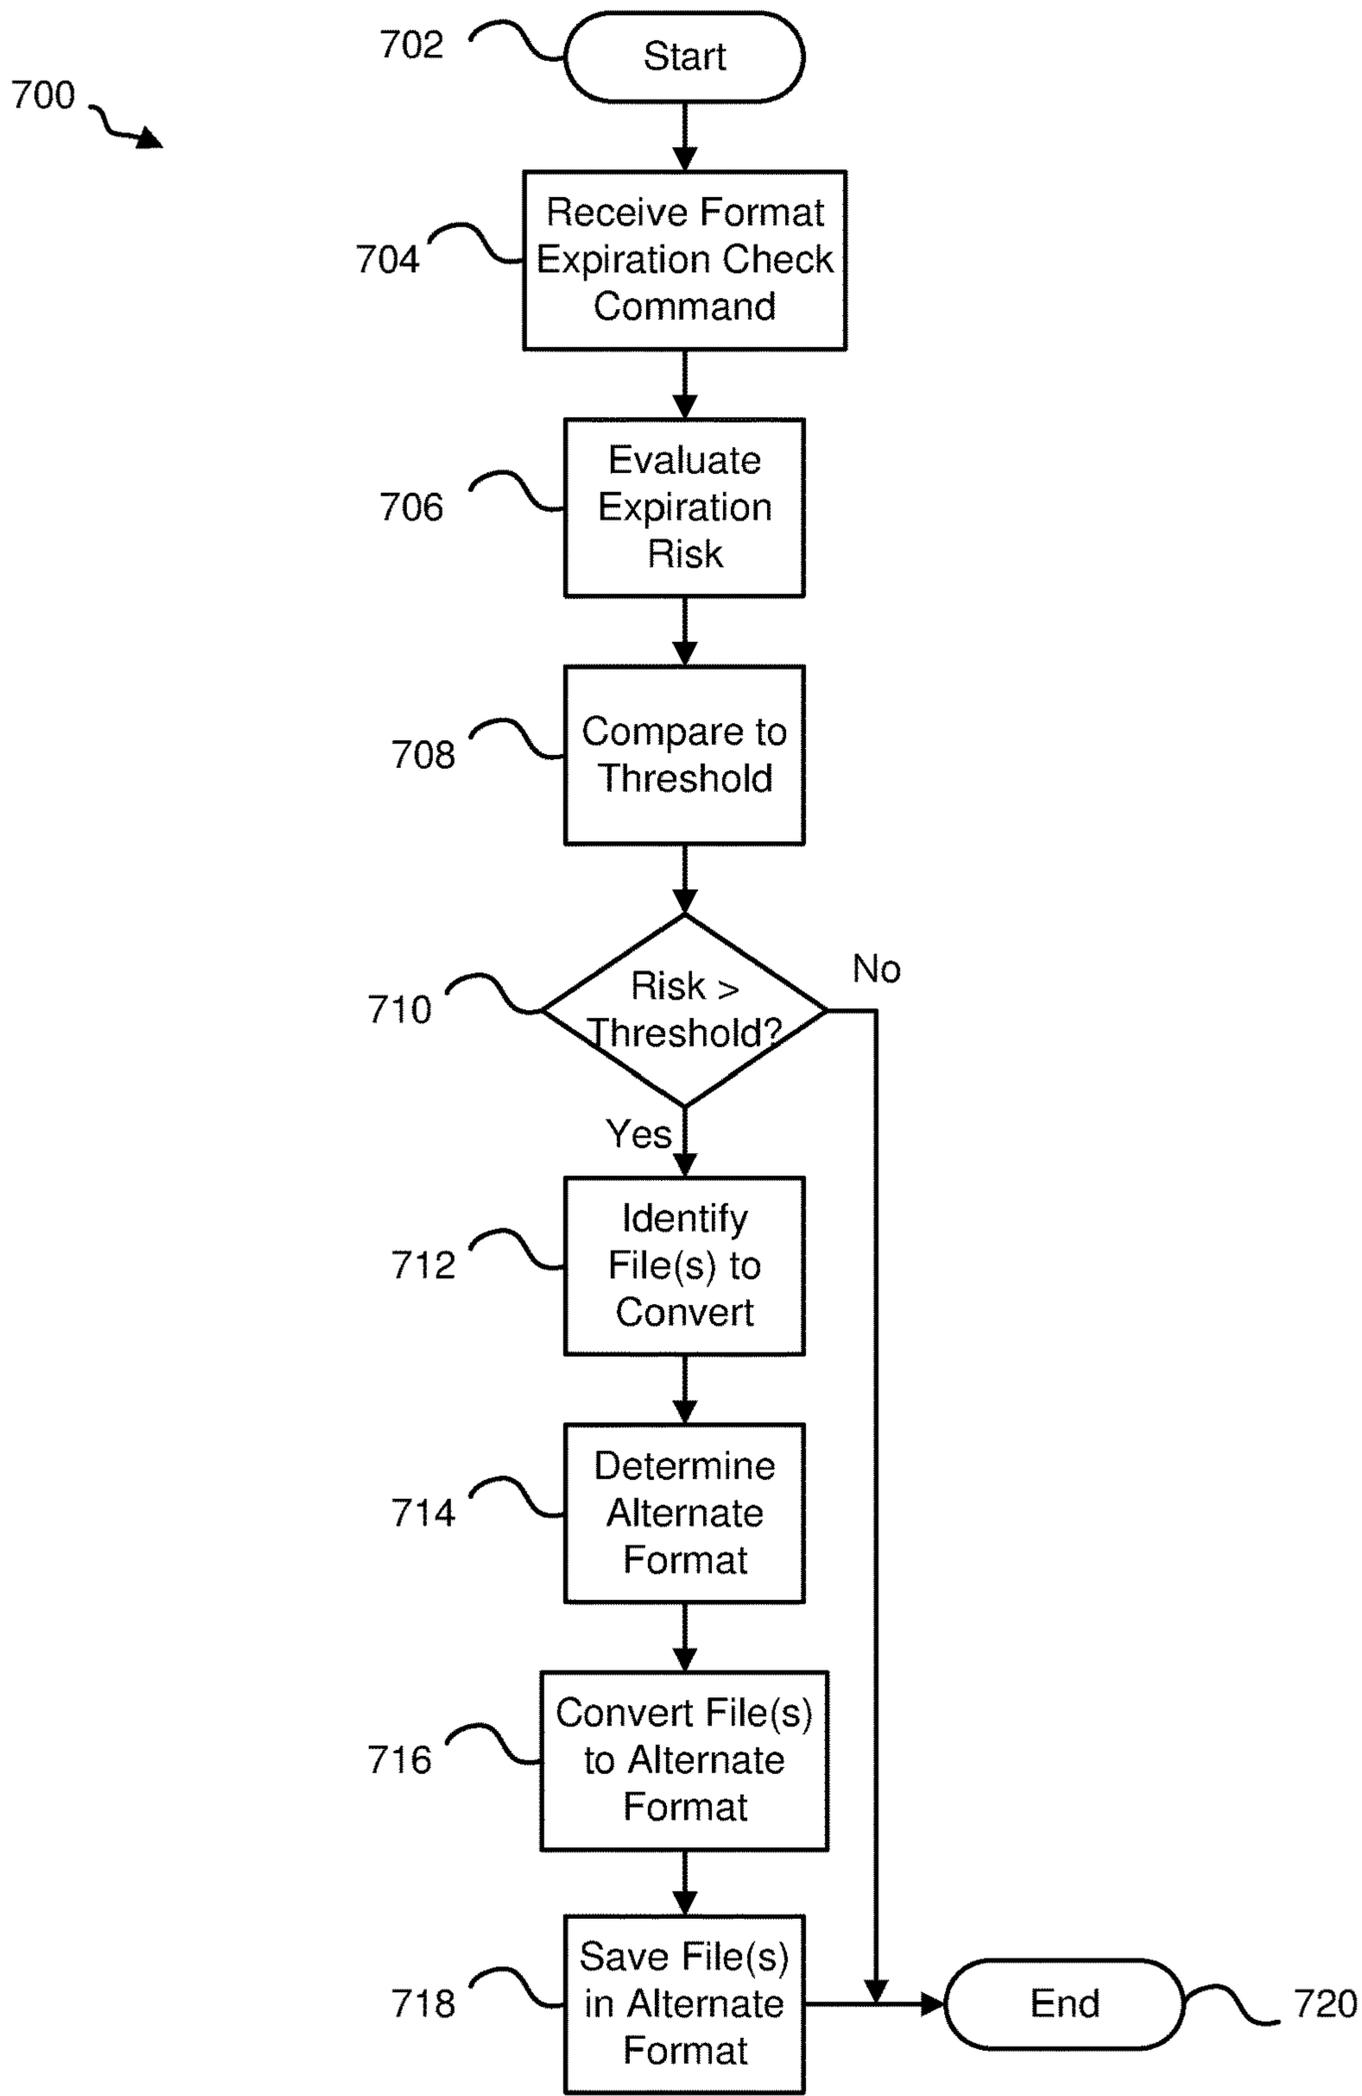 702
Start
700
Receive Format
Expiration Check
Command
704
Evaluate
Expiration
Risk
706
Compare to
Threshold
708
Risk >
Threshold?
710
No
Yes
Identify
File(s) to
Convert
712
Determine
Alternate
Format
714
Convert File(s)
to Alternate
Format
716
Save File(s)
in Alternate
Format
718
End
720